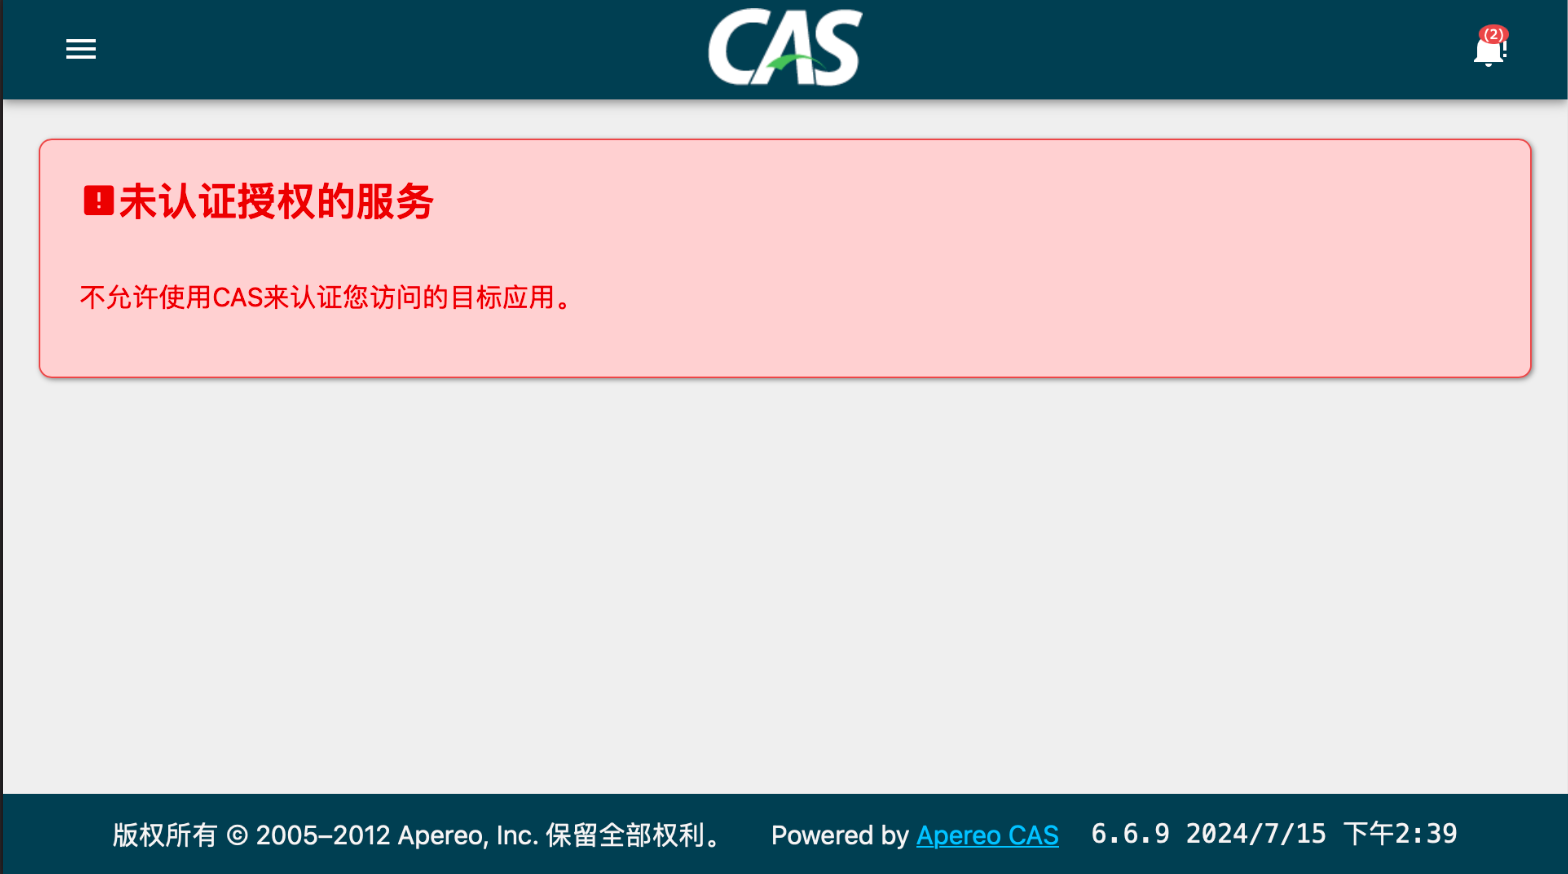 CAS
(2)
未认证授权的服务
不允许使用CAS来认证您访问的目标应用。
版权所有 © 2005–2012 Apereo, Inc. 保留全部权利。 Powered by Apereo CAS 6.6.9 2024/7/15 下午2:39